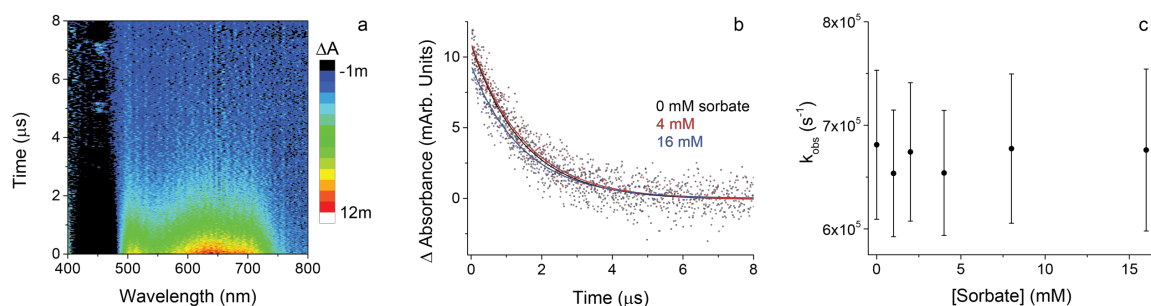 a
Time (μs)
8
6
4
2
0
400 500 600 700 800
Wavelength (nm)
ΔA
-1m
12m
b
Δ Absorbance (mArb. Units)
10
5
0
0 2 4 6 8
Time (μs)
0 mM sorbate
4 mM
16 mM
c
k_obs (s⁻¹)
8x10⁵
7x10⁵
6x10⁵
0 5 10 15
[Sorbate] (mM)